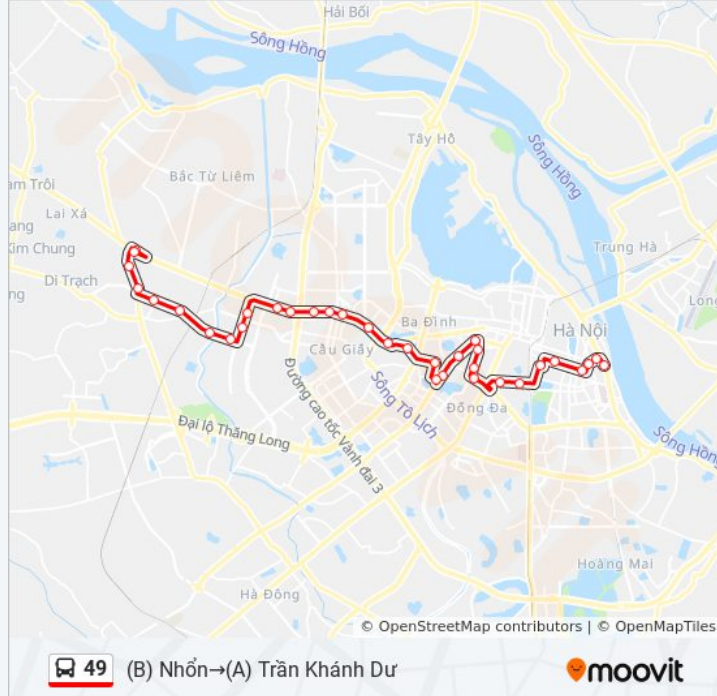 Hải Bối
Sông Hồng
Tây Hồ
Sông Hồng
Bắc Từ Liêm
am Trôi
Lai Xá
ang
Kim Chung
Trung Hà
Di Trạch
ng
Long
Ba Đình
Hà Nội
Cầu Giấy
Sông Tô Lịch
Đống Đa
Đường cao tốc Vành đai 3
Đại lộ Thăng Long
Sông Hồng
Hoàng Mai
Hà Đông
© OpenStreetMap contributors | © OpenMapTiles
49 (B) Nhổn→(A) Trần Khánh Dư
moovit